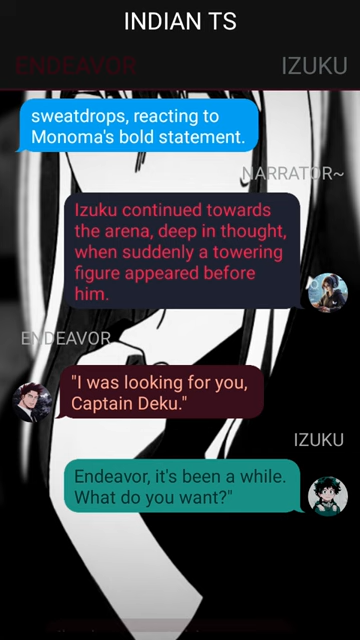 INDIAN TS
ENDEAVOR
IZUKU
sweatdrops, reacting to
Monoma's bold statement.
NARRATOR~
Izuku continued towards
the arena, deep in thought,
when suddenly a towering
figure appeared before
him.
ENDEAVOR
"I was looking for you,
Captain Deku."
IZUKU
Endeavor, it's been a while.
What do you want?"